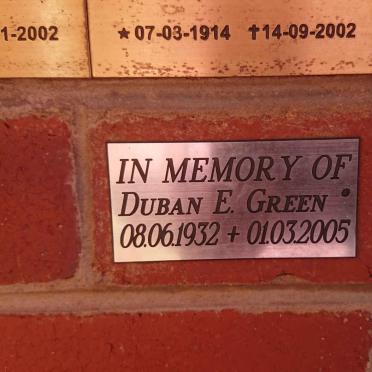 1-2002
★ 07-03-1914 ✝ 14-09-2002
IN MEMORY OF
DUBAN E. GREEN
08.06.1932 + 01.03.2005